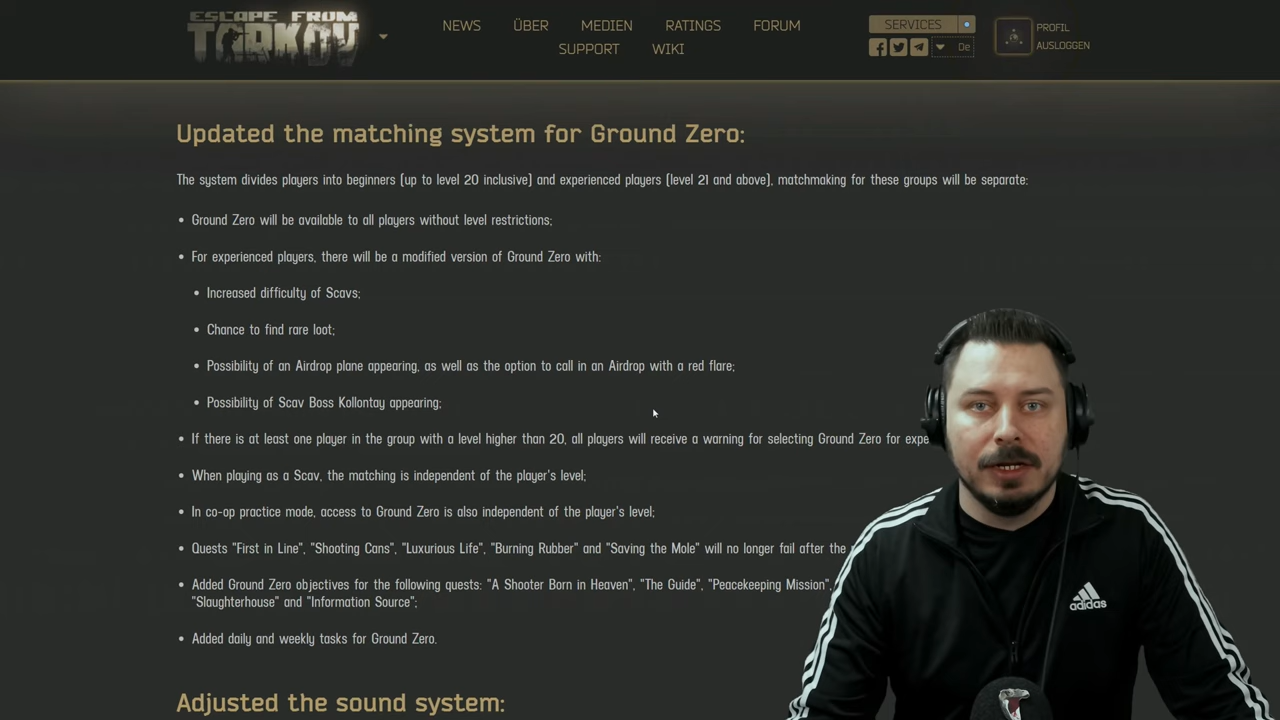 ESCAPE FROM
TARKOV
NEWS ÜBER MEDIEN RATINGS FORUM
SUPPORT WIKI
SERVICES
De
PROFIL
AUSLOGGEN
Updated the matching system for Ground Zero:
The system divides players into beginners (up to level 20 inclusive) and experienced players (level 21 and above), matchmaking for these groups will be separate:
• Ground Zero will be available to all players without level restrictions;
• For experienced players, there will be a modified version of Ground Zero with:
• Increased difficulty of Scavs;
• Chance to find rare loot;
• Possibility of an Airdrop plane appearing, as well as the option to call in an Airdrop with a red flare;
• Possibility of Scav Boss Kollontay appearing;
• If there is at least one player in the group with a level higher than 20, all players will receive a warning for selecting Ground Zero for expe
• When playing as a Scav, the matching is independent of the player's level;
• In co-op practice mode, access to Ground Zero is also independent of the player's level;
• Quests "First in Line", "Shooting Cans", "Luxurious Life", "Burning Rubber" and "Saving the Mole" will no longer fail after the
• Added Ground Zero objectives for the following quests: "A Shooter Born in Heaven", "The Guide", "Peacekeeping Mission",
"Slaughterhouse" and "Information Source";
• Added daily and weekly tasks for Ground Zero.
adidas
Adjusted the sound system: